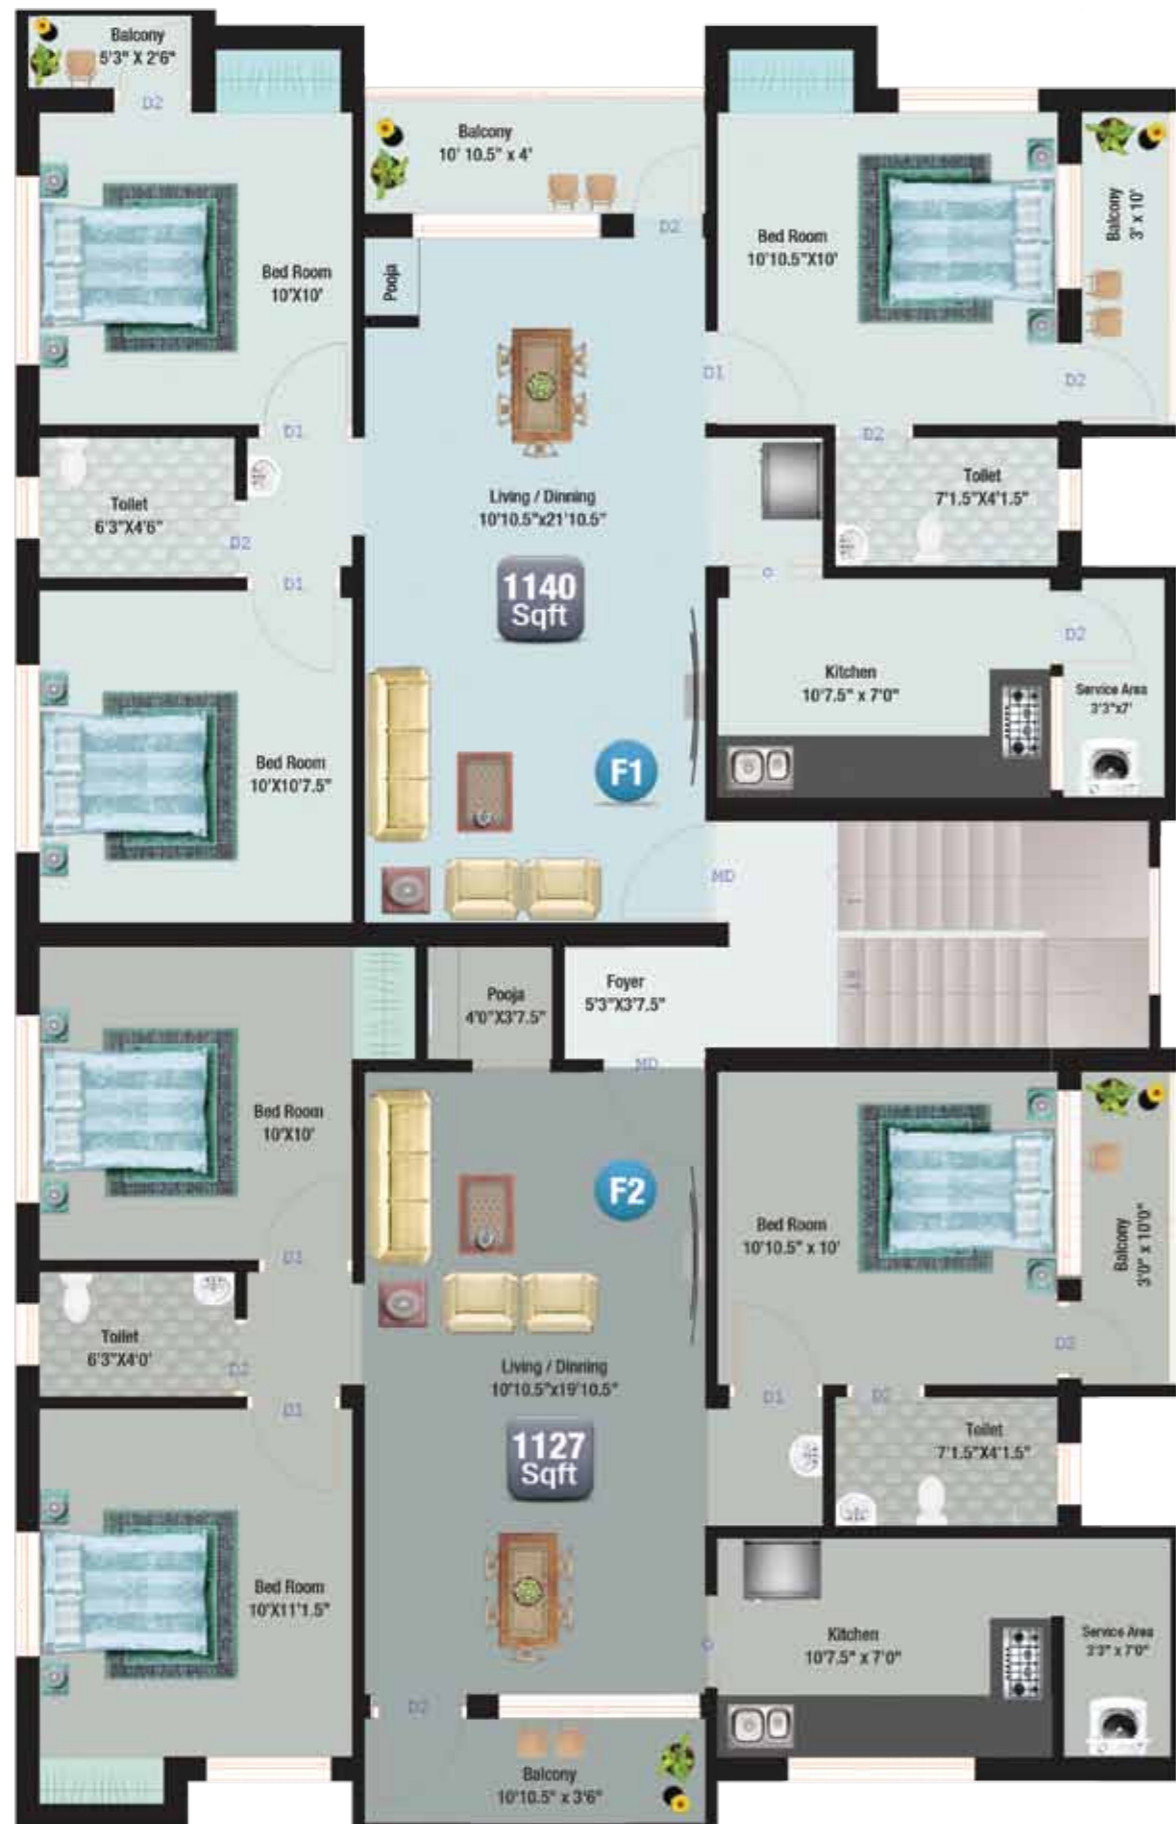 Balcony
5'3" X 2'6"
D2
Balcony
10' 10.5" x 4'
D2
Bed Room
10'X10'
Pooja
Bed Room
10'10.5"X10'
Balcony
3' x 10'
D1
D2
D1
D2
Toilet
6'3"X4'6"
D2
D1
Living / Dinning
10'10.5"x21'10.5"
Toilet
7'1.5"X4'1.5"
1140
Sqft
O
D2
Kitchen
10'7.5" x 7'0"
Service Area
3'3"x7'
Bed Room
10'X10'7.5"
F1
MD
Pooja
4'0"X3'7.5"
Foyer
5'3"X3'7.5"
MD
Bed Room
10'X10'
F2
Bed Room
10'10.5" x 10'
Balcony
3'0" x 10'0"
D1
D2
Toilet
6'3"X4'0'
D2
D1
Living / Dinning
10'10.5"x19'10.5"
D1
D2
Toilet
7'1.5"X4'1.5"
1127
Sqft
Bed Room
10'X11'1.5"
Kitchen
10'7.5" x 7'0"
O
Service Area
3'3" x 7'0"
D2
Balcony
10'10.5" x 3'6"